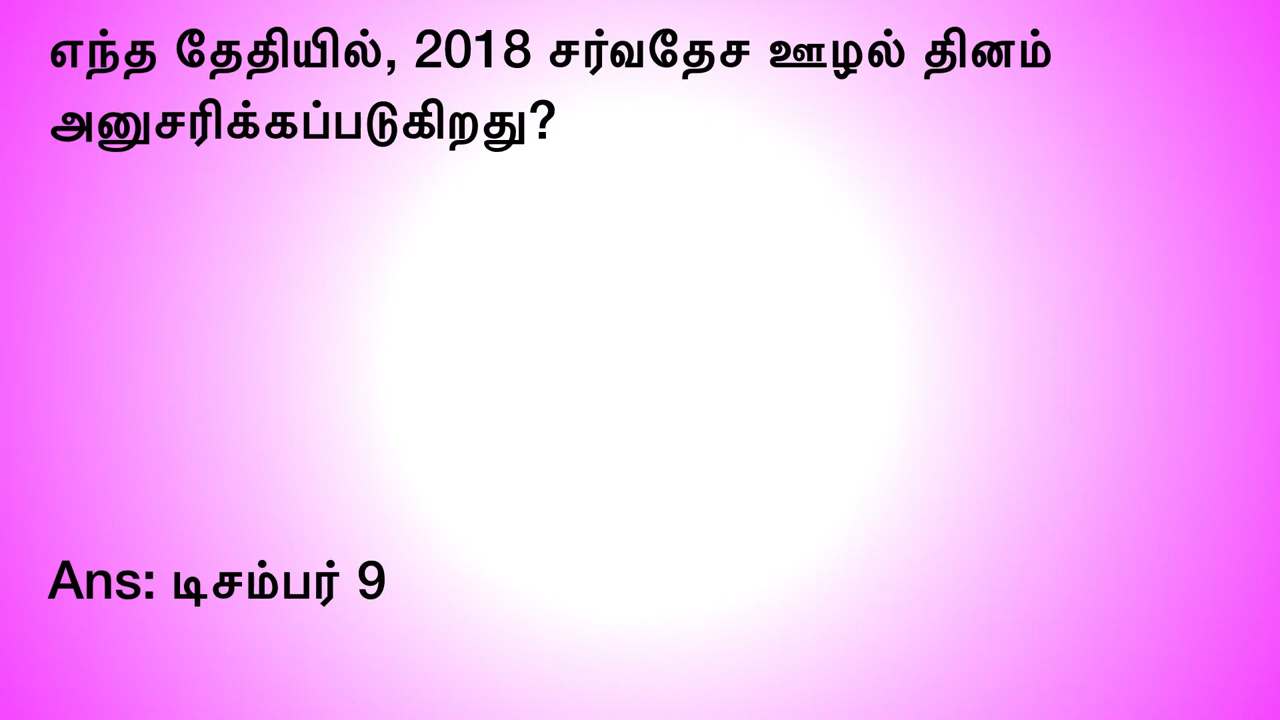 எந்த தேதியில், 2018 சர்வதேச ஊழல் தினம்
அனுசரிக்கப்படுகிறது?
Ans: டிசம்பர் 9